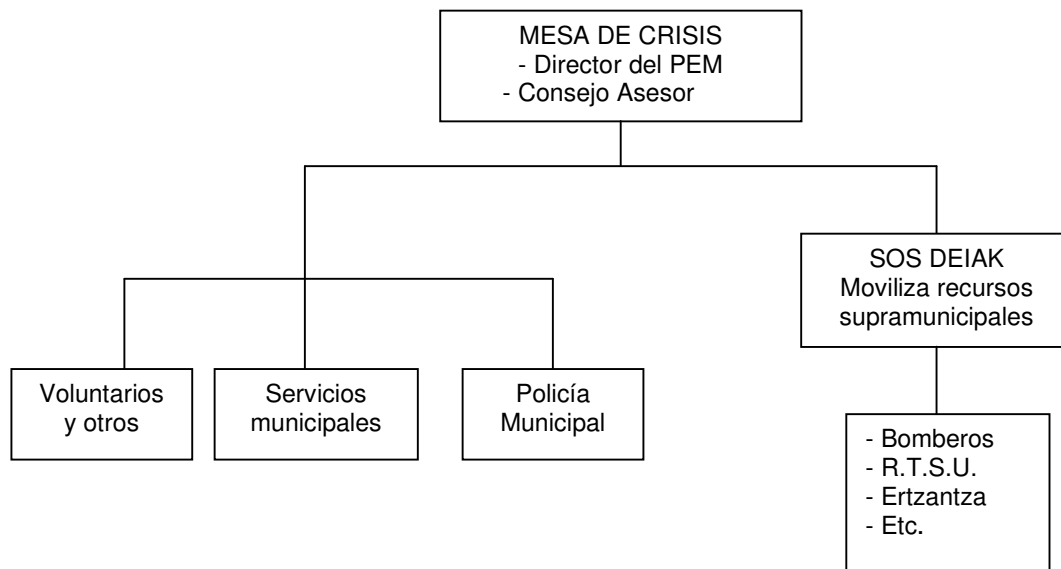 MESA DE CRISIS
- Director del PEM
- Consejo Asesor
SOS DEIAK
Moviliza recursos
supramunicipales
Voluntarios
y otros
Servicios
municipales
Policía
Municipal
- Bomberos
- R.T.S.U.
- Ertzantza
- Etc.